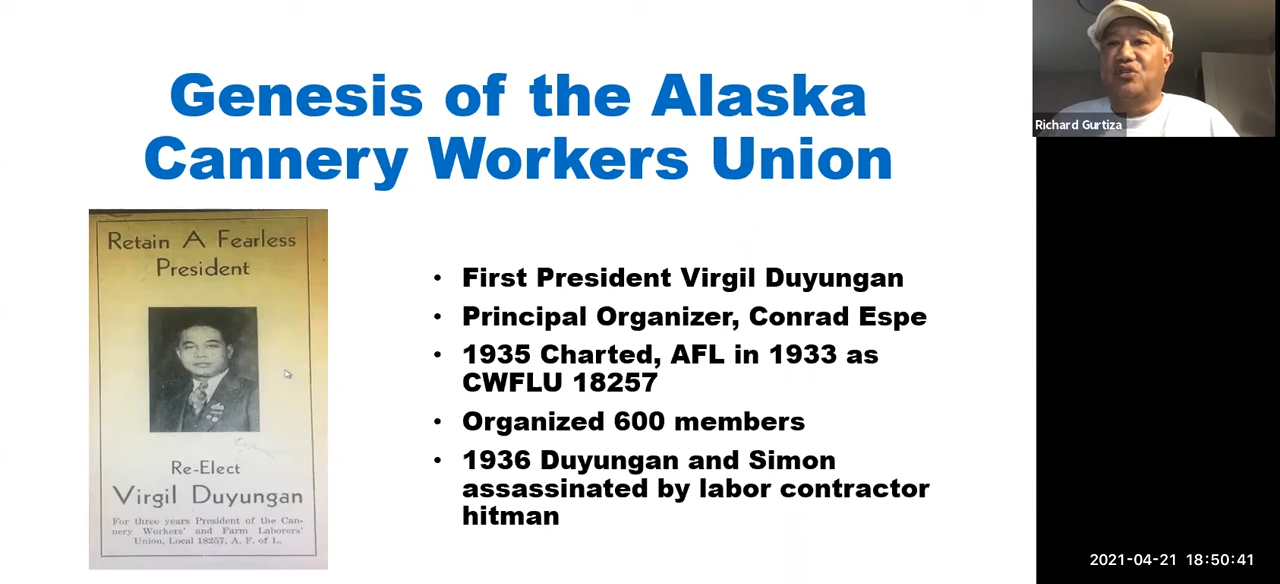 Genesis of the Alaska
Cannery Workers Union
Richard Gurtiza
Retain A Fearless
President
Re-Elect
Virgil Duyungan
For three years President of the Can-
nery Workers' and Farm Laborers'
Union, Local 18257, A. F. of L.
• First President Virgil Duyungan
• Principal Organizer, Conrad Espe
• 1935 Charted, AFL in 1933 as
CWFLU 18257
• Organized 600 members
• 1936 Duyungan and Simon
assassinated by labor contractor
hitman
2021-04-21 18:50:41